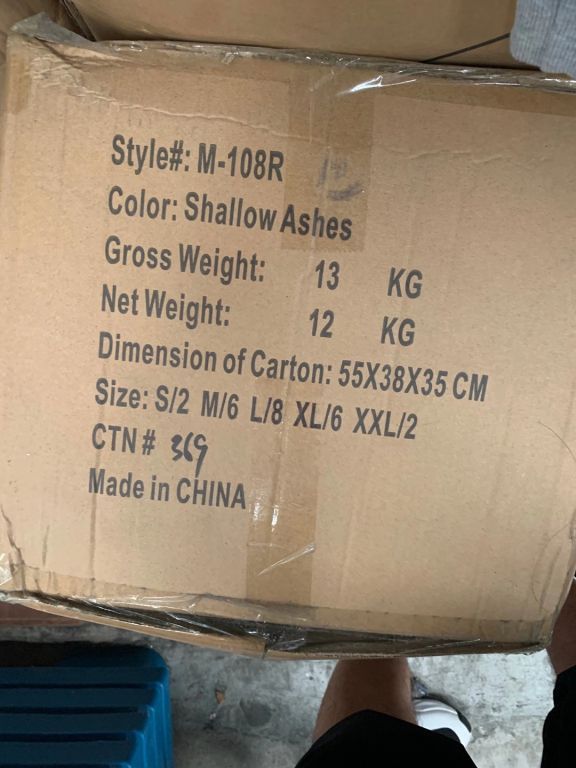 Style#: M-108R
Color: Shallow Ashes
Gross Weight: 13 KG
Net Weight: 12 KG
Dimension of Carton: 55X38X35 CM
Size: S/2 M/6 L/8 XL/6 XXL/2
CTN # 369
Made in CHINA